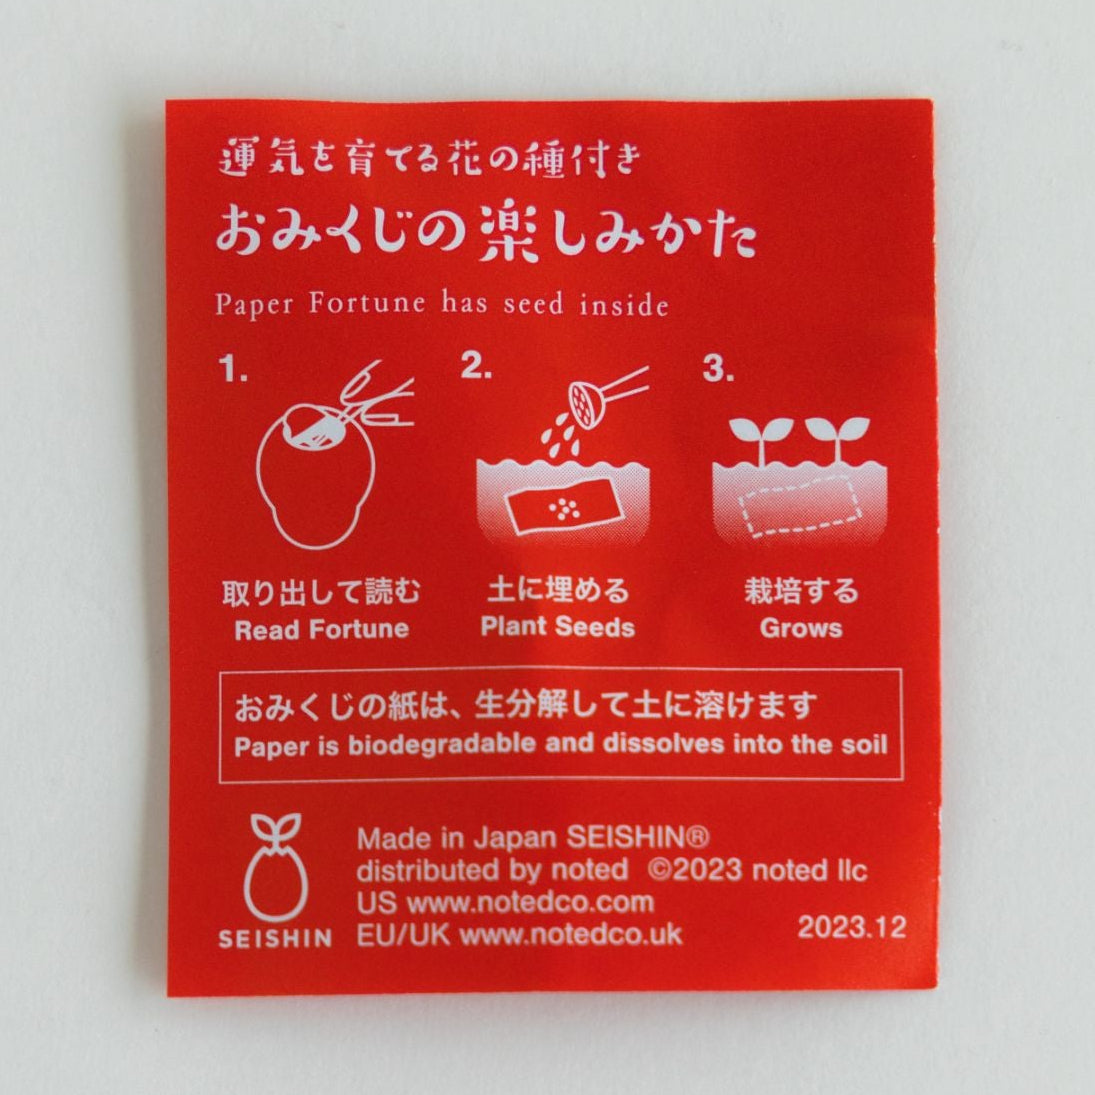 運気を育てる花の種付き
おみくじの楽しみかた
Paper Fortune has seed inside
1.
取り出して読む
Read Fortune
2.
土に埋める
Plant Seeds
3.
栽培する
Grows
おみくじの紙は、生分解して土に溶けます
Paper is biodegradable and dissolves into the soil
SEISHIN
Made in Japan SEISHIN®
distributed by noted ©2023 noted llc
US www.notedco.com
EU/UK www.notedco.uk
2023.12